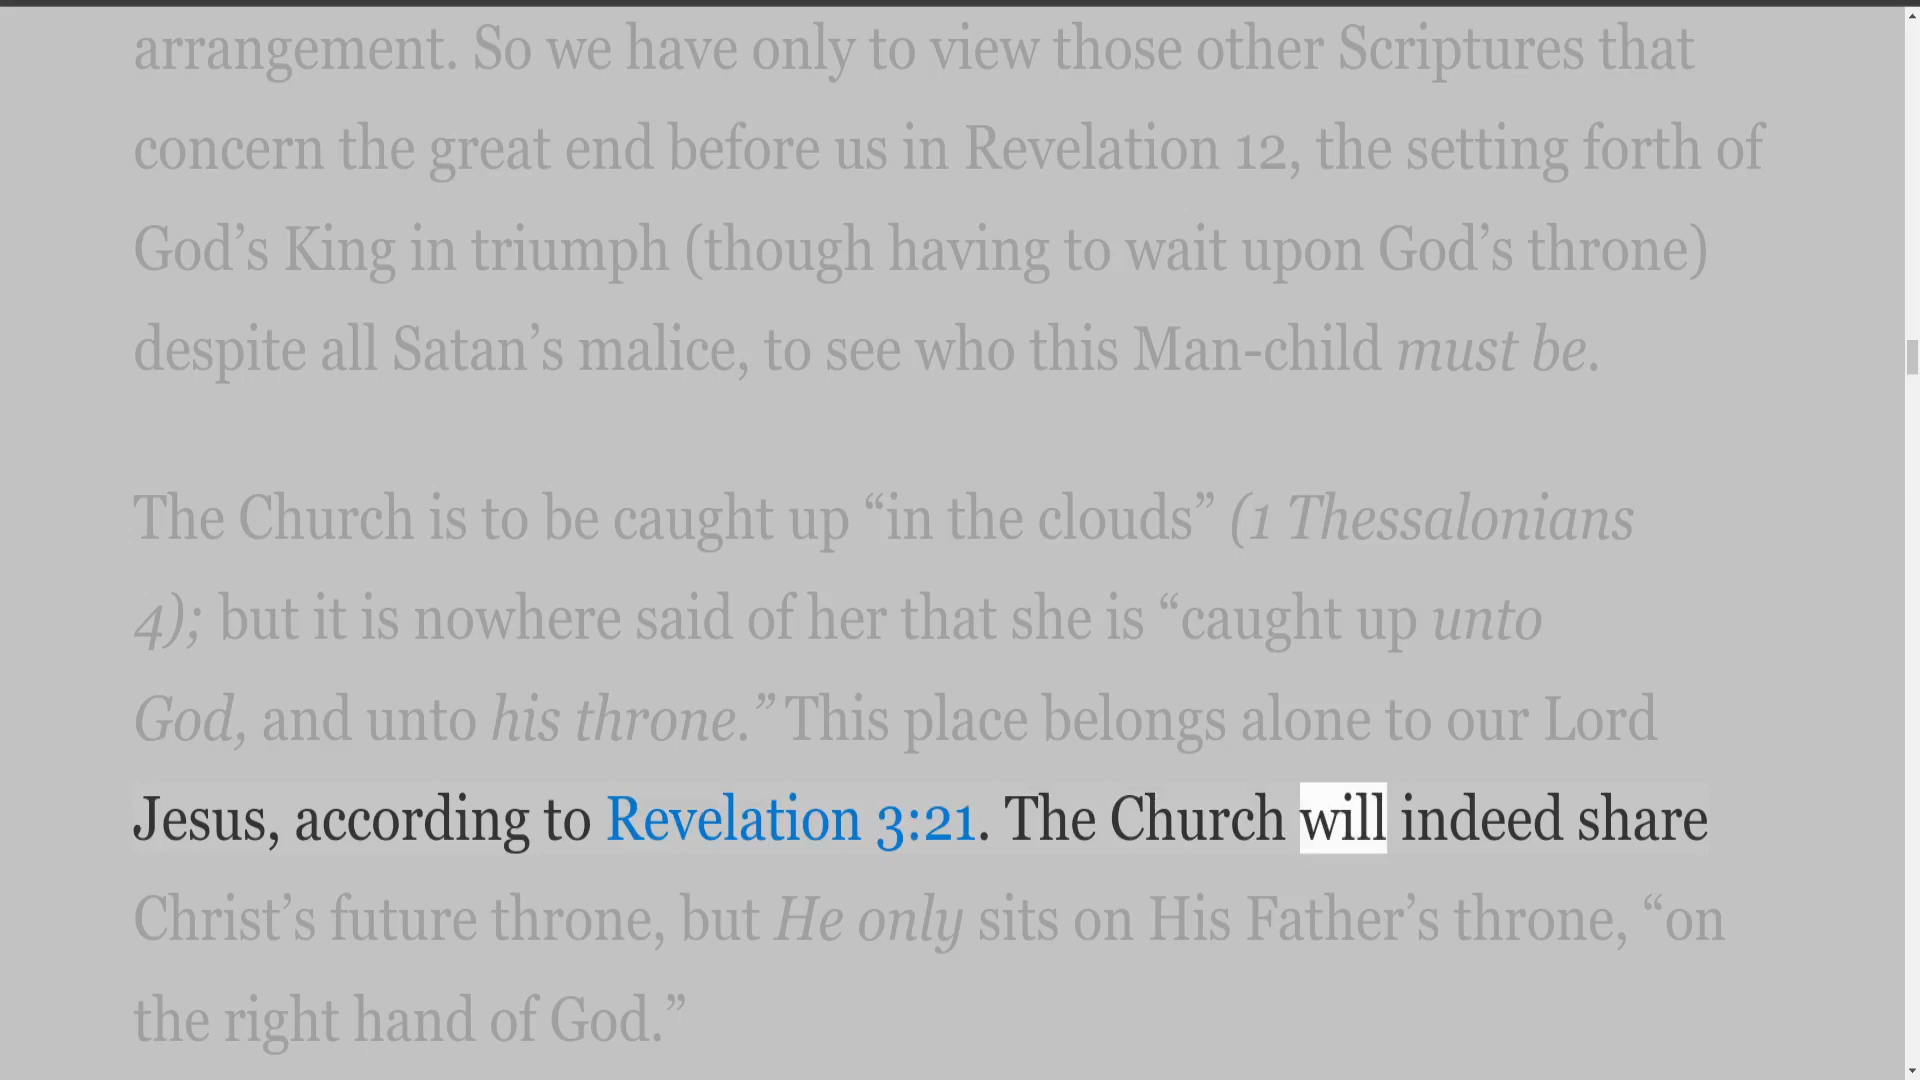 arrangement. So we have only to view those other Scriptures that
concern the great end before us in Revelation 12, the setting forth of
God’s King in triumph (though having to wait upon God’s throne)
despite all Satan’s malice, to see who this Man-child must be.
The Church is to be caught up “in the clouds” (1 Thessalonians
4); but it is nowhere said of her that she is “caught up unto
God, and unto his throne.” This place belongs alone to our Lord
Jesus, according to Revelation 3:21. The Church will indeed share
Christ’s future throne, but He only sits on His Father’s throne, “on
the right hand of God.”